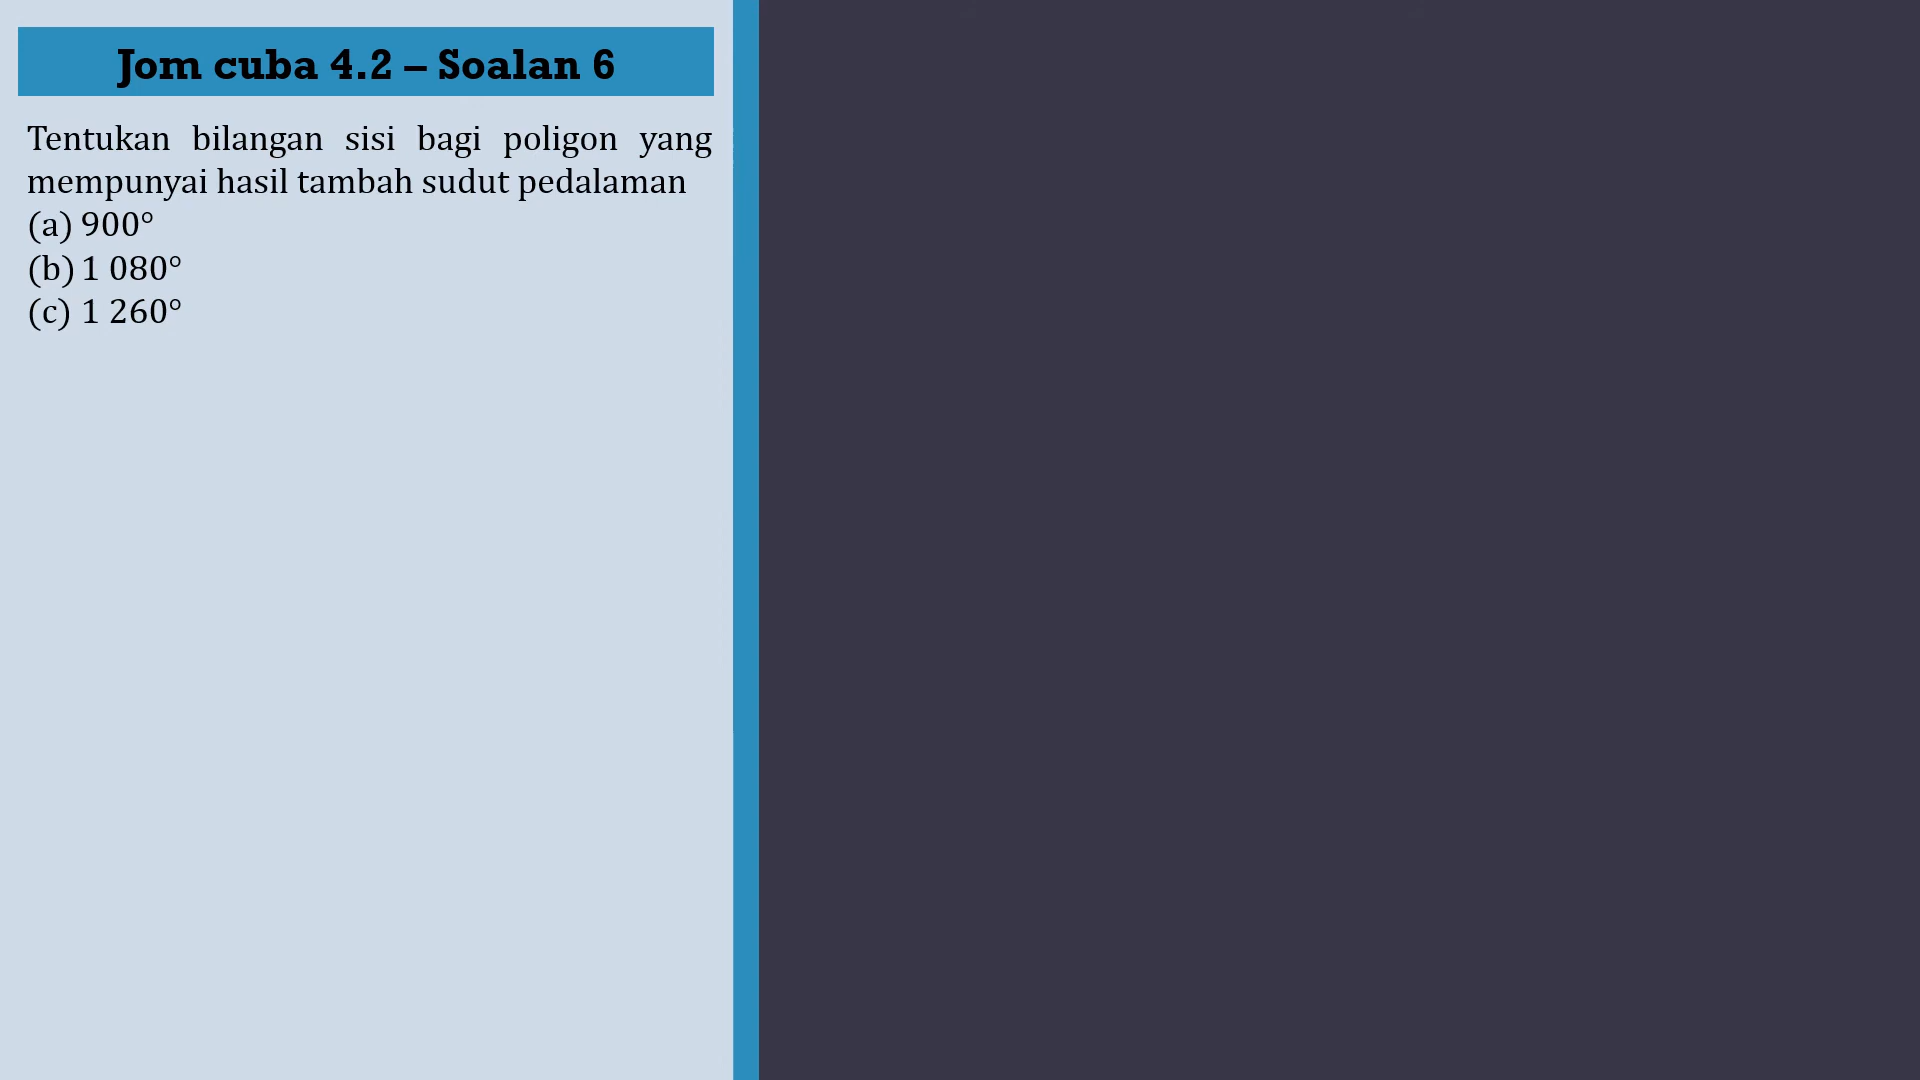 Jom cuba 4.2 – Soalan 6
Tentukan bilangan sisi bagi poligon yang
mempunyai hasil tambah sudut pedalaman
(a) 900°
(b) 1 080°
(c) 1 260°